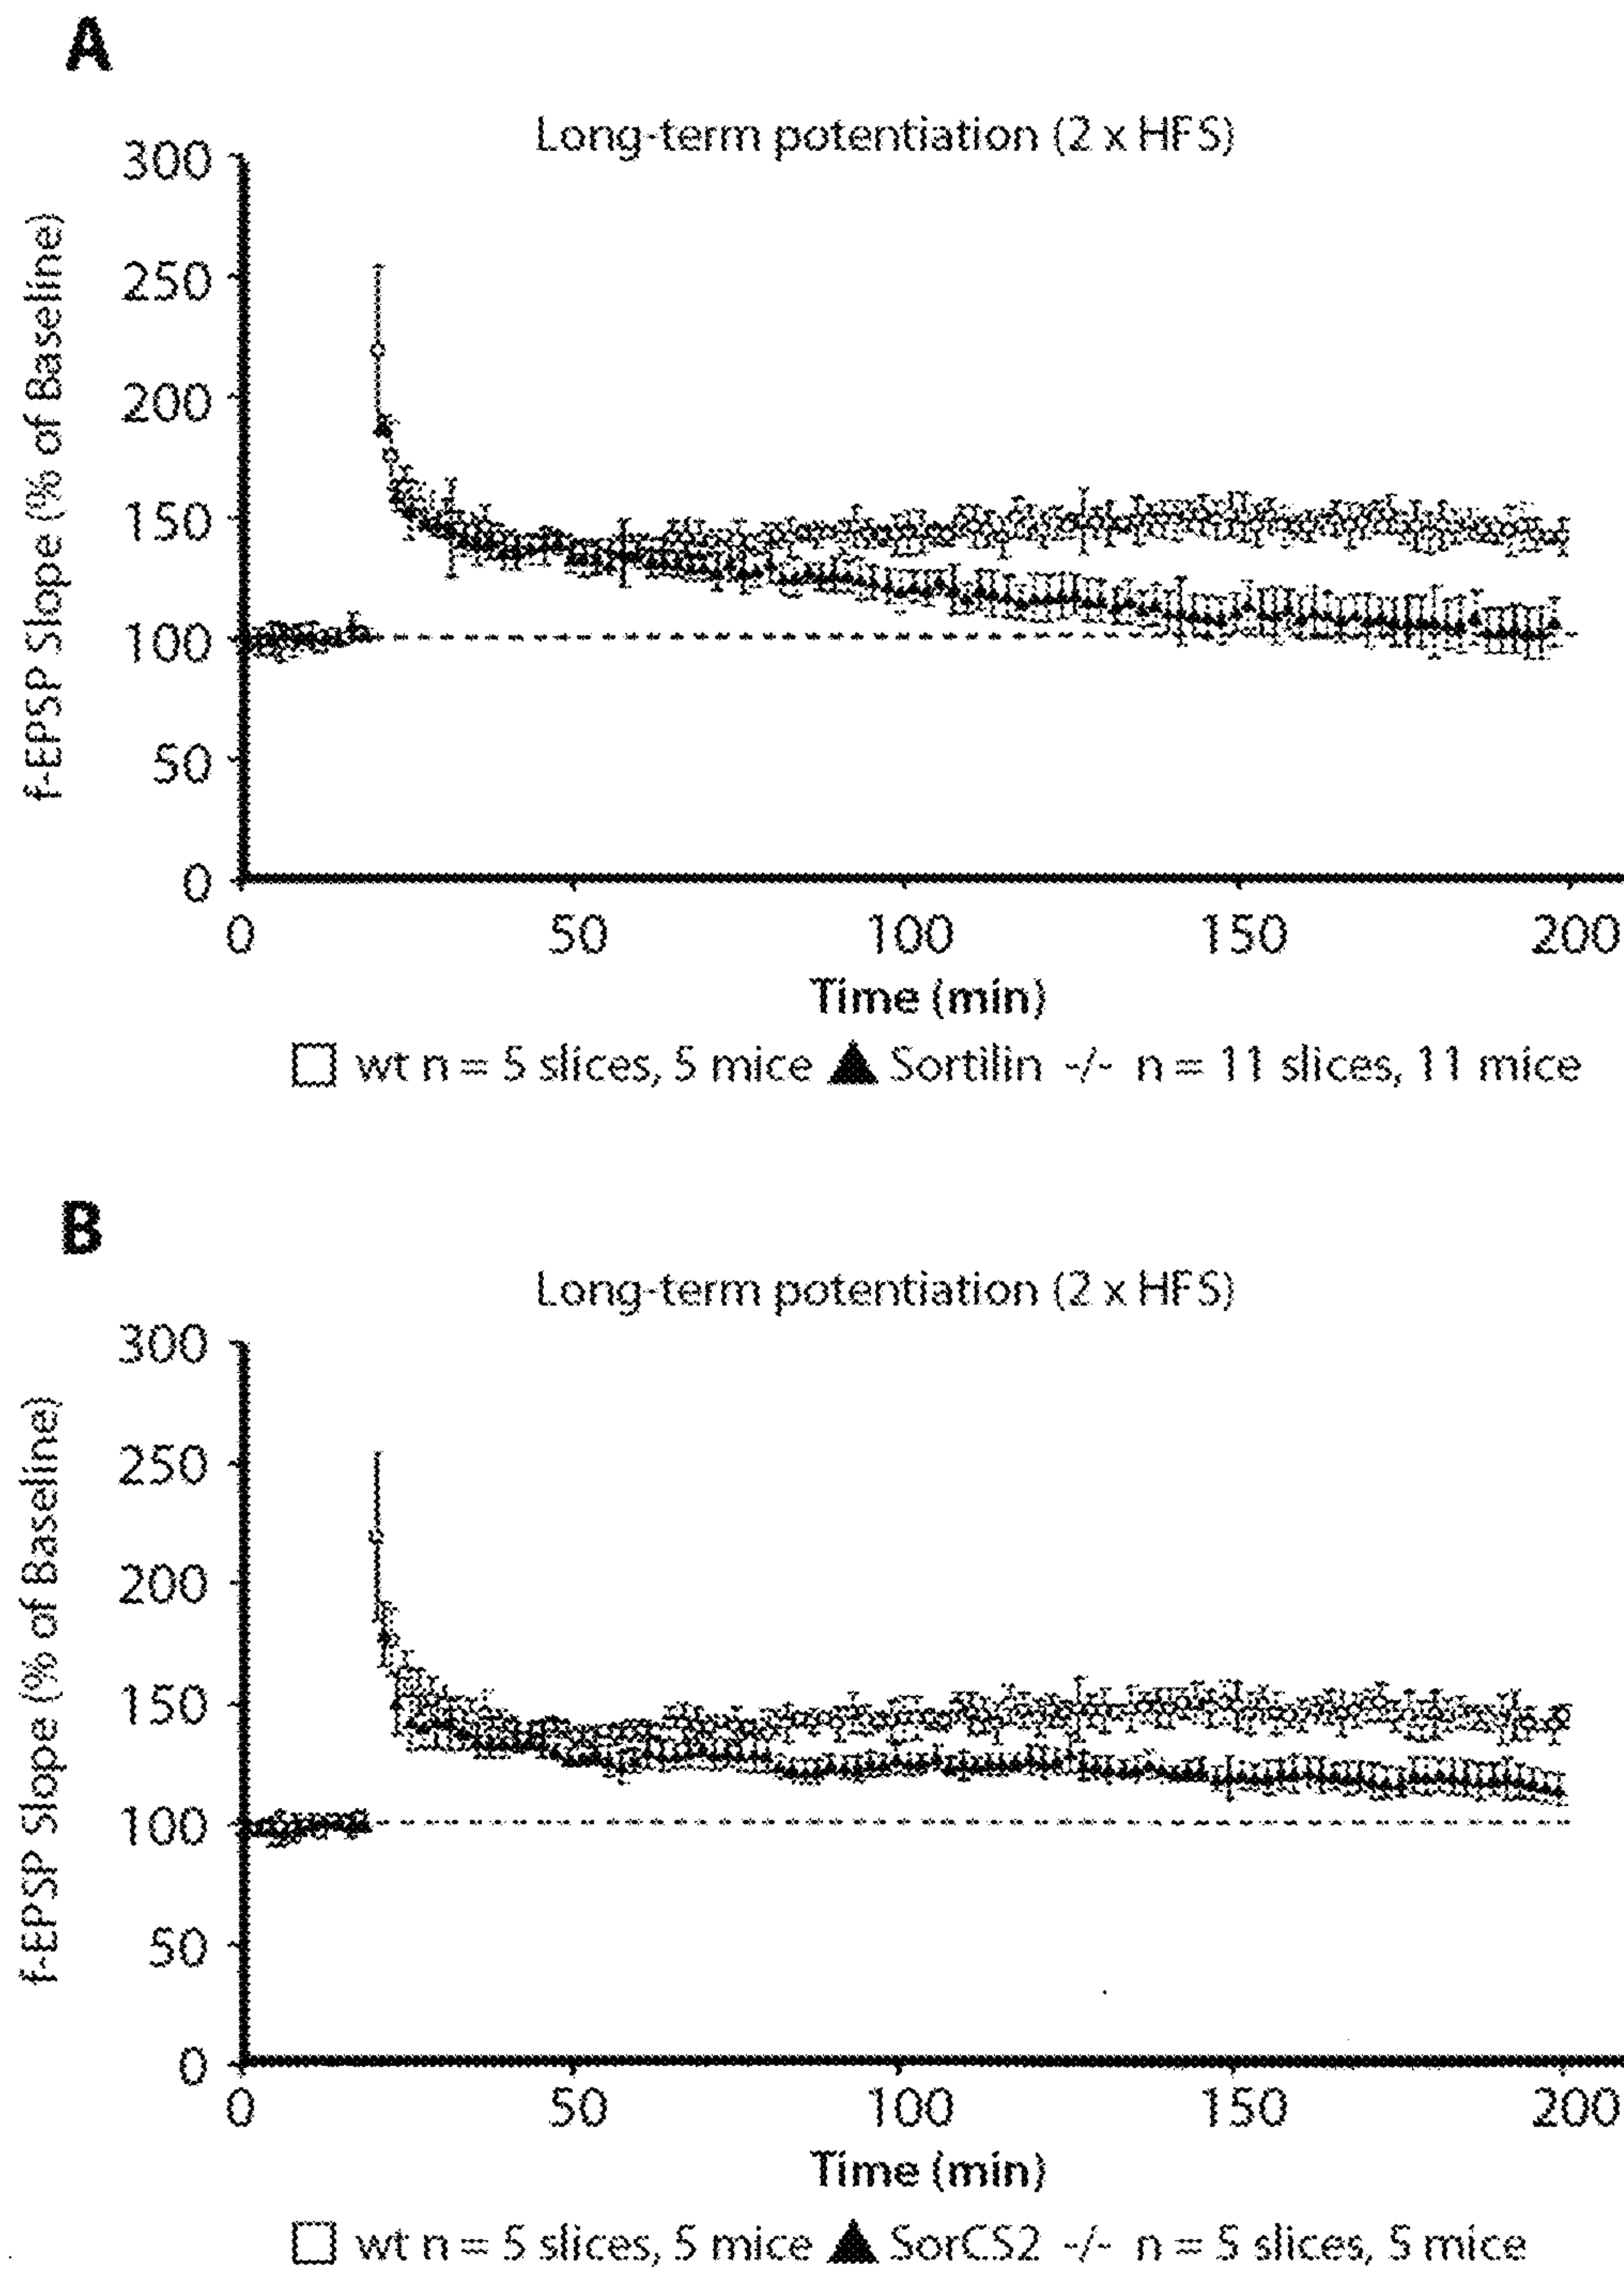 A
Long-term potentiation (2 x HFS)
f-EPSP Slope (% of Baseline)
300
250
200
150
100
50
0
0 50 100 150 200
Time (min)
wt n = 5 slices, 5 mice Sortilin -/- n = 11 slices, 11 mice
B
Long-term potentiation (2 x HFS)
f-EPSP Slope (% of Baseline)
300
250
200
150
100
50
0
0 50 100 150 200
Time (min)
wt n = 5 slices, 5 mice SorCS2 -/- n = 5 slices, 5 mice